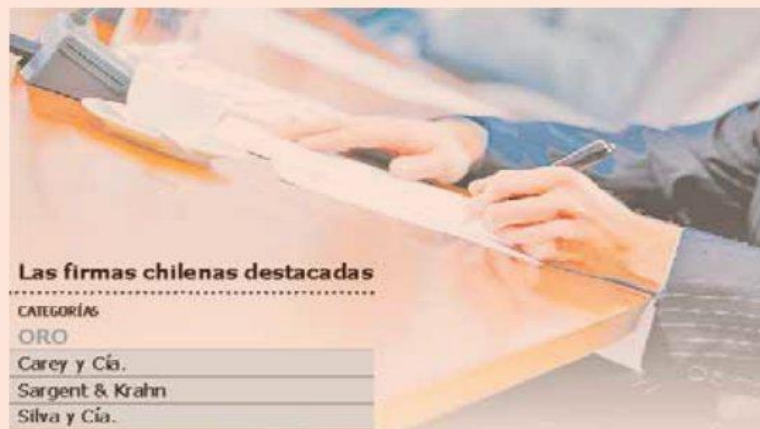 Las firmas chilenas destacadas
CATEGORÍAS
ORO
Carey y Cía.
Sargent & Krahn
Silva y Cía.